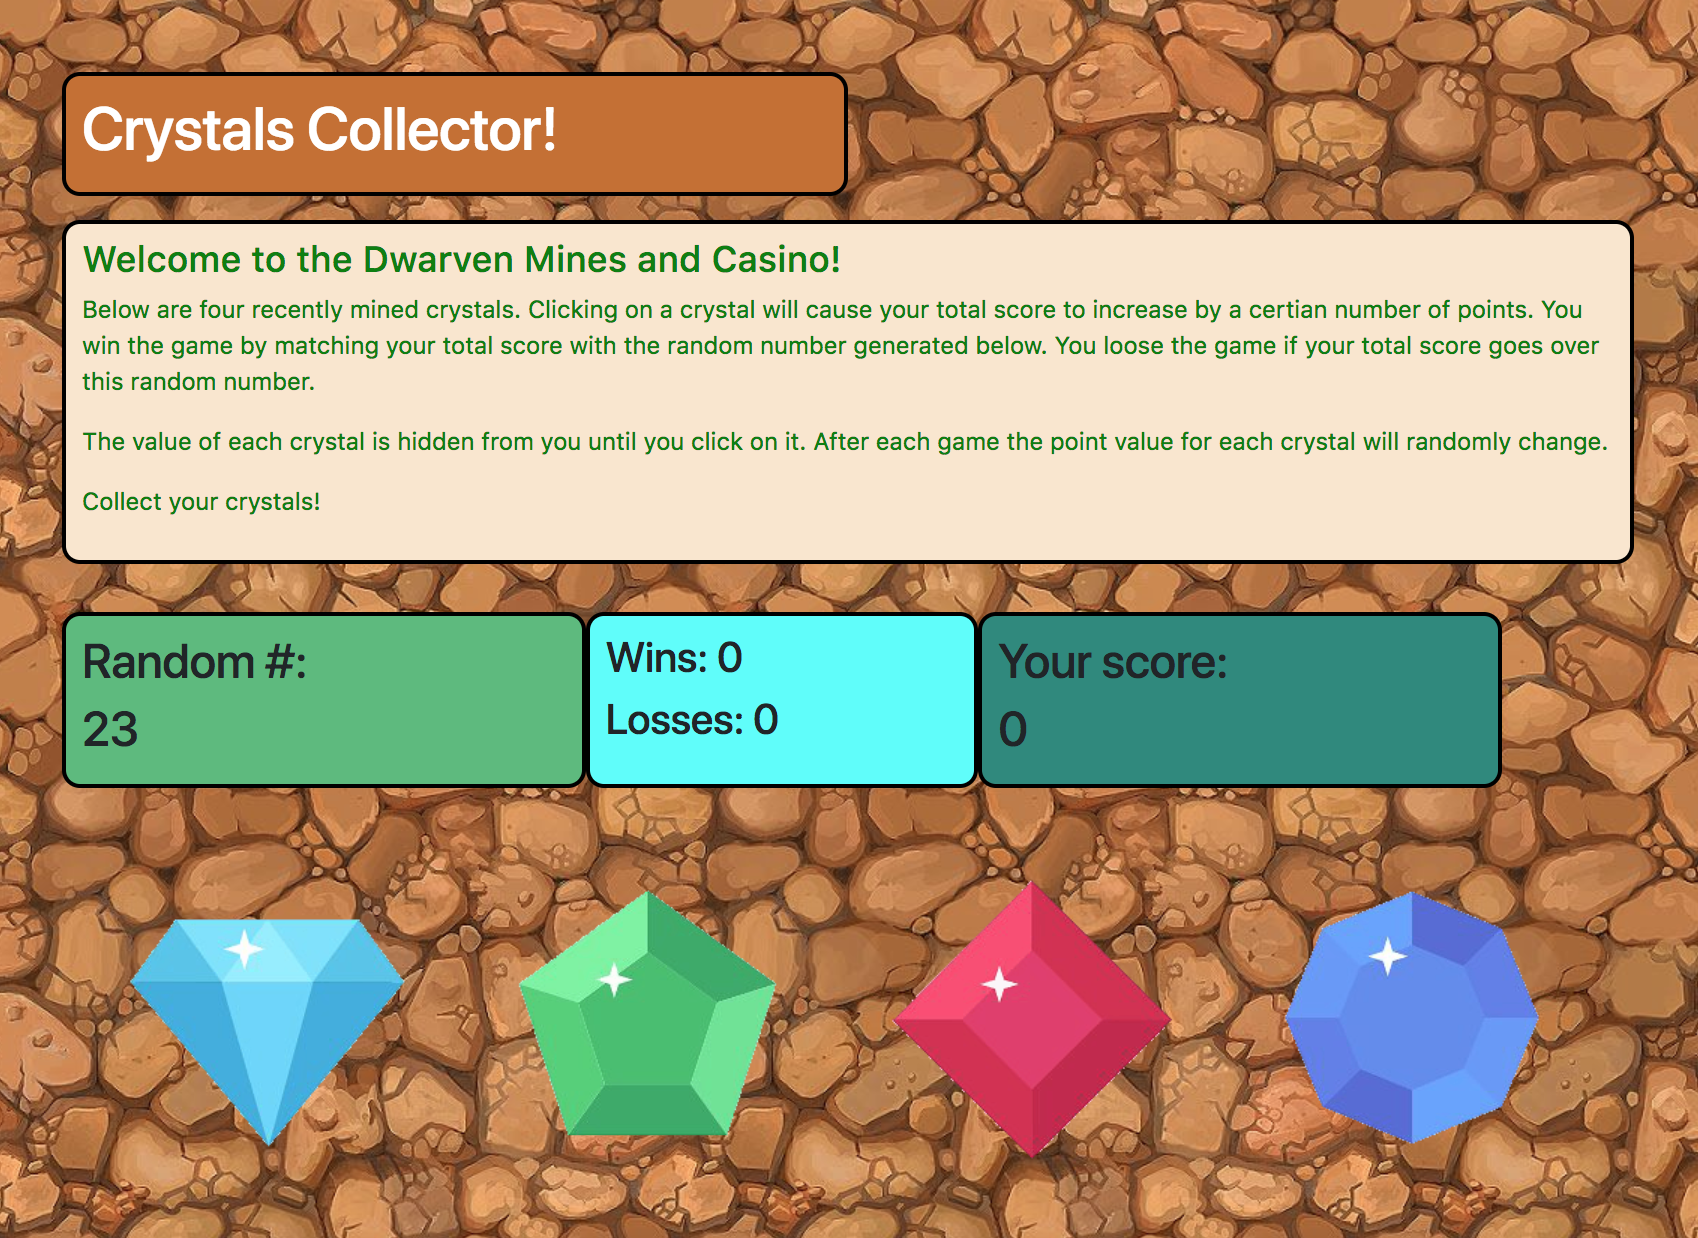 Crystals Collector!
Welcome to the Dwarven Mines and Casino!
Below are four recently mined crystals. Clicking on a crystal will cause your total score to increase by a certian number of points. You
win the game by matching your total score with the random number generated below. You loose the game if your total score goes over
this random number.
The value of each crystal is hidden from you until you click on it. After each game the point value for each crystal will randomly change.
Collect your crystals!
Random #:
23
Wins: 0
Losses: 0
Your score:
0